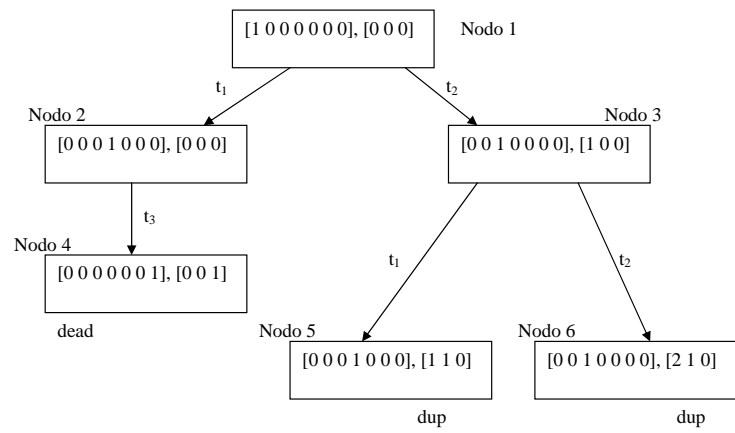 [1 0 0 0 0 0 0], [0 0 0]
Nodo 1
t₁
t₂
Nodo 2
Nodo 3
[0 0 0 1 0 0 0], [0 0 0]
[0 0 1 0 0 0 0], [1 0 0]
t₃
Nodo 4
t₁
t₂
[0 0 0 0 0 0 1], [0 0 1]
dead
Nodo 5
Nodo 6
[0 0 0 1 0 0 0], [1 1 0]
[0 0 1 0 0 0 0], [2 1 0]
dup
dup